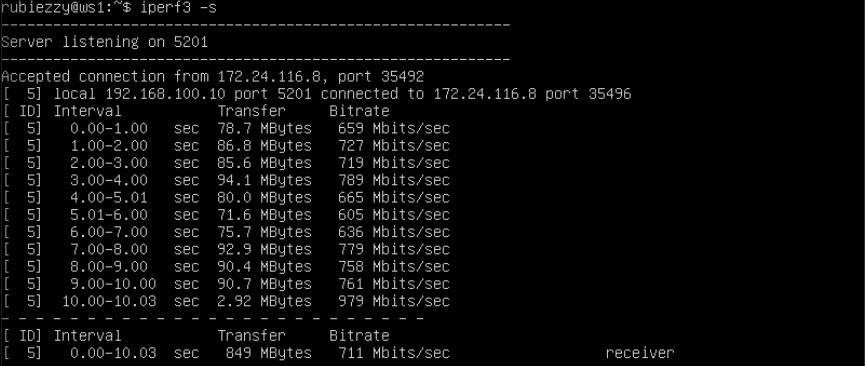 rubiezzy@ws1:~$ iperf3 -s
-----------------------------------------------------------
Server listening on 5201
-----------------------------------------------------------
Accepted connection from 172.24.116.8, port 35492
[  5] local 192.168.100.10 port 5201 connected to 172.24.116.8 port 35496
[ ID] Interval           Transfer     Bitrate
[  5]   0.00-1.00   sec  78.7 MBytes   659 Mbits/sec
[  5]   1.00-2.00   sec  86.8 MBytes   727 Mbits/sec
[  5]   2.00-3.00   sec  85.6 MBytes   719 Mbits/sec
[  5]   3.00-4.00   sec  94.1 MBytes   789 Mbits/sec
[  5]   4.00-5.01   sec  80.0 MBytes   665 Mbits/sec
[  5]   5.01-6.00   sec  71.6 MBytes   605 Mbits/sec
[  5]   6.00-7.00   sec  75.7 MBytes   636 Mbits/sec
[  5]   7.00-8.00   sec  92.9 MBytes   779 Mbits/sec
[  5]   8.00-9.00   sec  90.4 MBytes   758 Mbits/sec
[  5]   9.00-10.00  sec  90.7 MBytes   761 Mbits/sec
[  5]  10.00-10.03  sec  2.92 MBytes   979 Mbits/sec
- - - - - - - - - - - - - - - - - - - - - - - - -
[ ID] Interval           Transfer     Bitrate
[  5]   0.00-10.03  sec   849 MBytes   711 Mbits/sec                  receiver